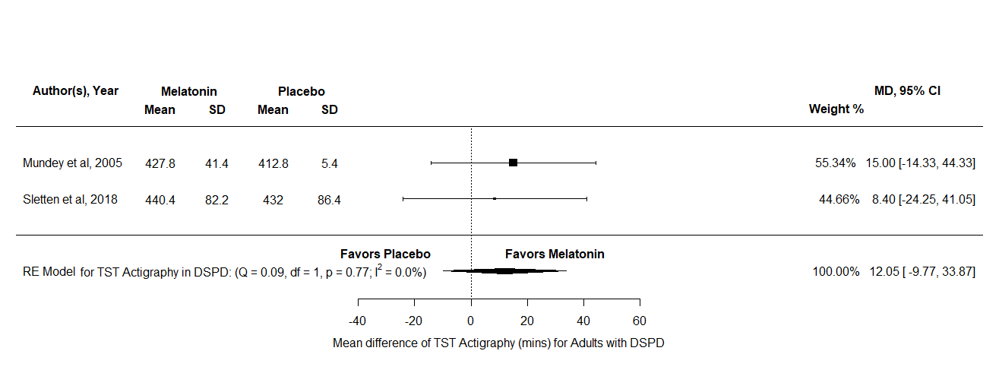 Author(s), Year Melatonin Placebo MD, 95% CI
Mean SD Mean SD Weight %
Mundey et al, 2005 427.8 41.4 412.8 5.4 55.34% 15.00 [-14.33, 44.33]
Sletten et al, 2018 440.4 82.2 432 86.4 44.66% 8.40 [-24.25, 41.05]
Favors Placebo Favors Melatonin
RE Model for TST Actigraphy in DSPD: (Q = 0.09, df = 1, p = 0.77; I² = 0.0%) 100.00% 12.05 [ -9.77, 33.87]
-40 -20 0 20 40 60
Mean difference of TST Actigraphy (mins) for Adults with DSPD